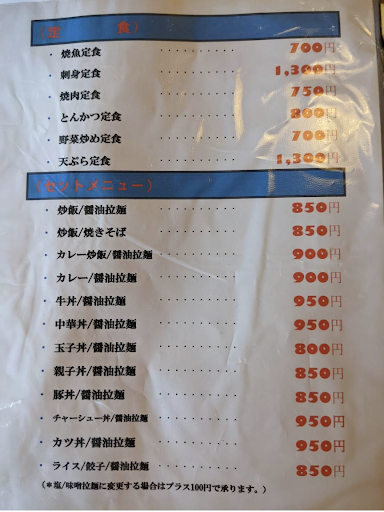 (定 食)
・焼魚定食 ・・・・・・・・・・・ 700円
・刺身定食 ・・・・・・・・・・・ 1,300円
・焼肉定食 ・・・・・・・・・・・ 750円
・とんかつ定食 ・・・・・・・・・・・ 800円
・野菜炒め定食 ・・・・・・・・・・・ 700円
・天ぷら定食 ・・・・・・・・・・・ 1,300円
(セットメニュー)
・炒飯/醤油拉麺 ・・・・・・・・・・・ 850円
・炒飯/焼きそば ・・・・・・・・・・・ 850円
・カレー炒飯/醤油拉麺 ・・・・・・・・・・・ 900円
・カレー/醤油拉麺 ・・・・・・・・・・・ 900円
・牛丼/醤油拉麺 ・・・・・・・・・・・ 950円
・中華丼/醤油拉麺 ・・・・・・・・・・・ 950円
・玉子丼/醤油拉麺 ・・・・・・・・・・・ 800円
・親子丼/醤油拉麺 ・・・・・・・・・・・ 850円
・豚丼/醤油拉麺 ・・・・・・・・・・・ 850円
・チャーシュー丼/醤油拉麺 ・・・・・・・・・・・ 950円
・カツ丼/醤油拉麺 ・・・・・・・・・・・ 950円
・ライス/餃子/醤油拉麺 ・・・・・・・・・・・ 850円
(*塩/味噌拉麺に変更する場合はプラス100円で承ります。)